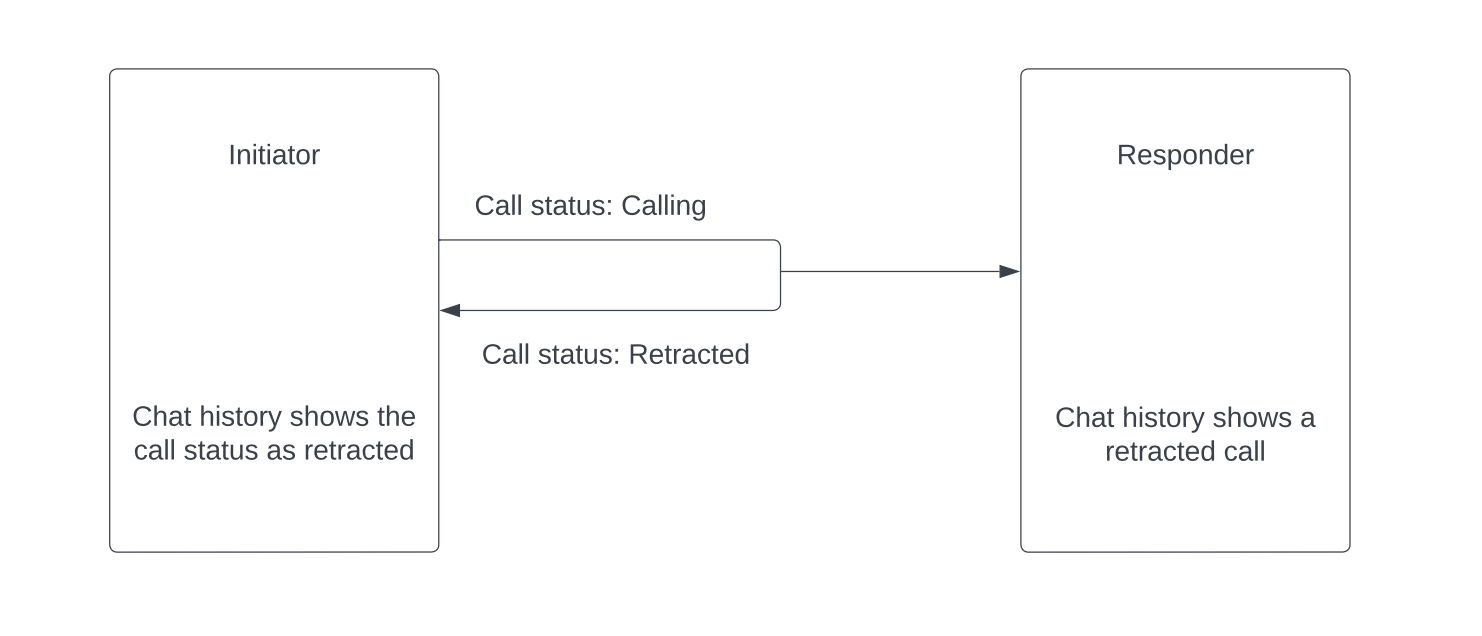 Initiator
Responder
Call status: Calling
Call status: Retracted
Chat history shows the
call status as retracted
Chat history shows a
retracted call